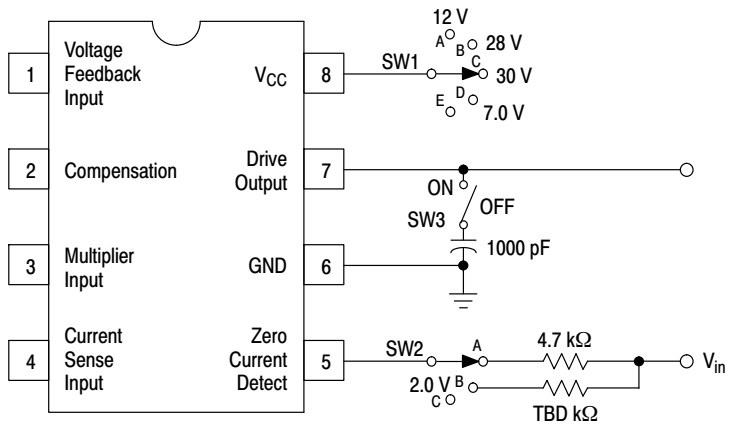 1
Voltage
Feedback
Input
2
Compensation
3
Multiplier
Input
4
Current
Sense
Input
VCC
8
Drive
Output
7
GND
6
Zero
Current
Detect
5
SW1
12 V
A
B
28 V
C
30 V
D
7.0 V
E
ON
OFF
SW3
1000 pF
SW2
A
4.7 kΩ
Vin
2.0 V
B
C
TBD kΩ